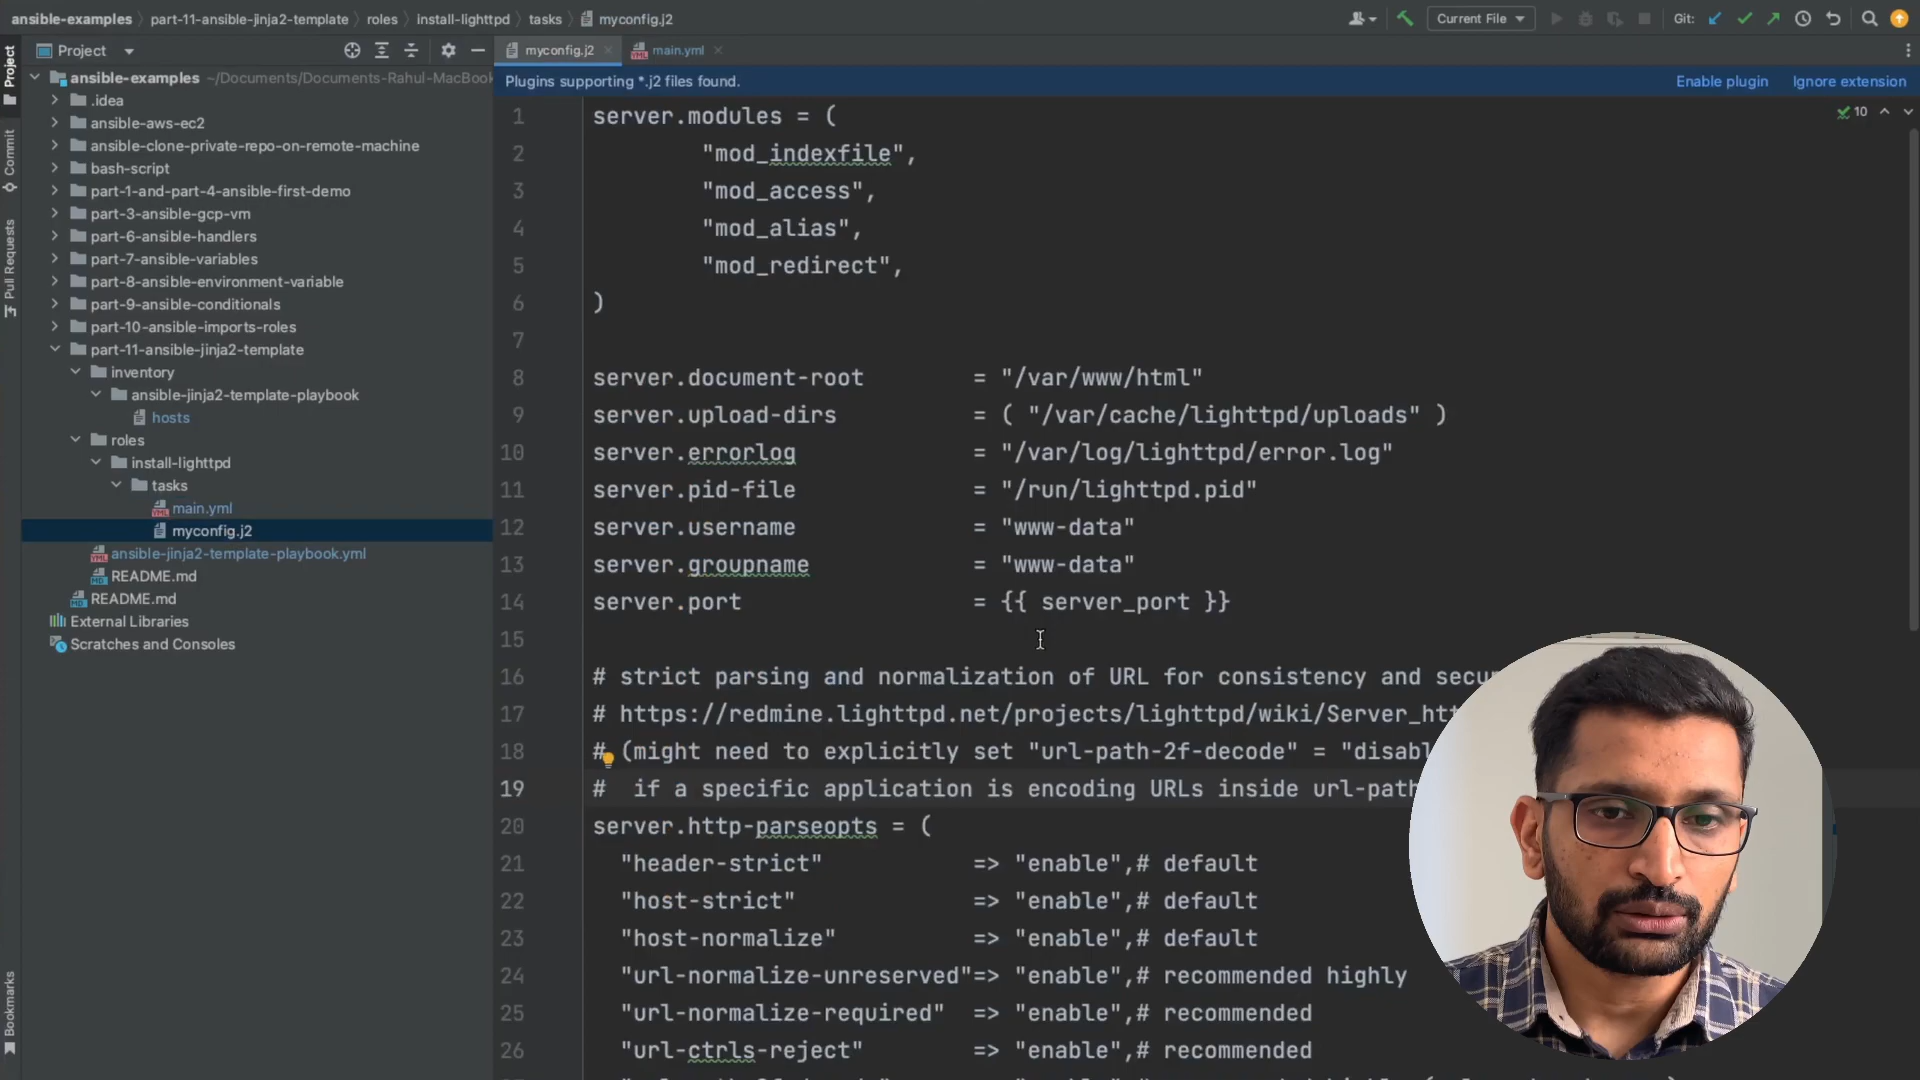 ansible-examples part-11-ansible-jinja2-template roles install-lighttpd tasks myconfig.j2
Current File
Git:
Project
myconfig.j2
main.yml
Plugins supporting *.j2 files found.
Enable plugin
Ignore extension
Project
Commit
Pull Requests
Bookmarks
ansible-examples ~/Documents/Documents-Rahul-MacBook
.idea
ansible-aws-ec2
ansible-clone-private-repo-on-remote-machine
bash-script
part-1-and-part-4-ansible-first-demo
part-3-ansible-gcp-vm
part-6-ansible-handlers
part-7-ansible-variables
part-8-ansible-environment-variable
part-9-ansible-conditionals
part-10-ansible-imports-roles
part-11-ansible-jinja2-template
inventory
ansible-jinja2-template-playbook
hosts
roles
install-lighttpd
tasks
main.yml
myconfig.j2
ansible-jinja2-template-playbook.yml
README.md
README.md
External Libraries
Scratches and Consoles
10
1 server.modules = (
2 "mod_indexfile",
3 "mod_access",
4 "mod_alias",
5 "mod_redirect",
6 )
7
8 server.document-root = "/var/www/html"
9 server.upload-dirs = ( "/var/cache/lighttpd/uploads" )
10 server.errorlog = "/var/log/lighttpd/error.log"
11 server.pid-file = "/run/lighttpd.pid"
12 server.username = "www-data"
13 server.groupname = "www-data"
14 server.port = {{ server_port }}
15
16 # strict parsing and normalization of URL for consistency and secu
17 # https://redmine.lighttpd.net/projects/lighttpd/wiki/Server_ht
18 # (might need to explicitly set "url-path-2f-decode" = "disabl
19 # if a specific application is encoding URLs inside url-path
20 server.http-parseopts = (
21 "header-strict" => "enable",# default
22 "host-strict" => "enable",# default
23 "host-normalize" => "enable",# default
24 "url-normalize-unreserved"=> "enable",# recommended highly
25 "url-normalize-required" => "enable",# recommended
26 "url-ctrls-reject" => "enable",# recommended